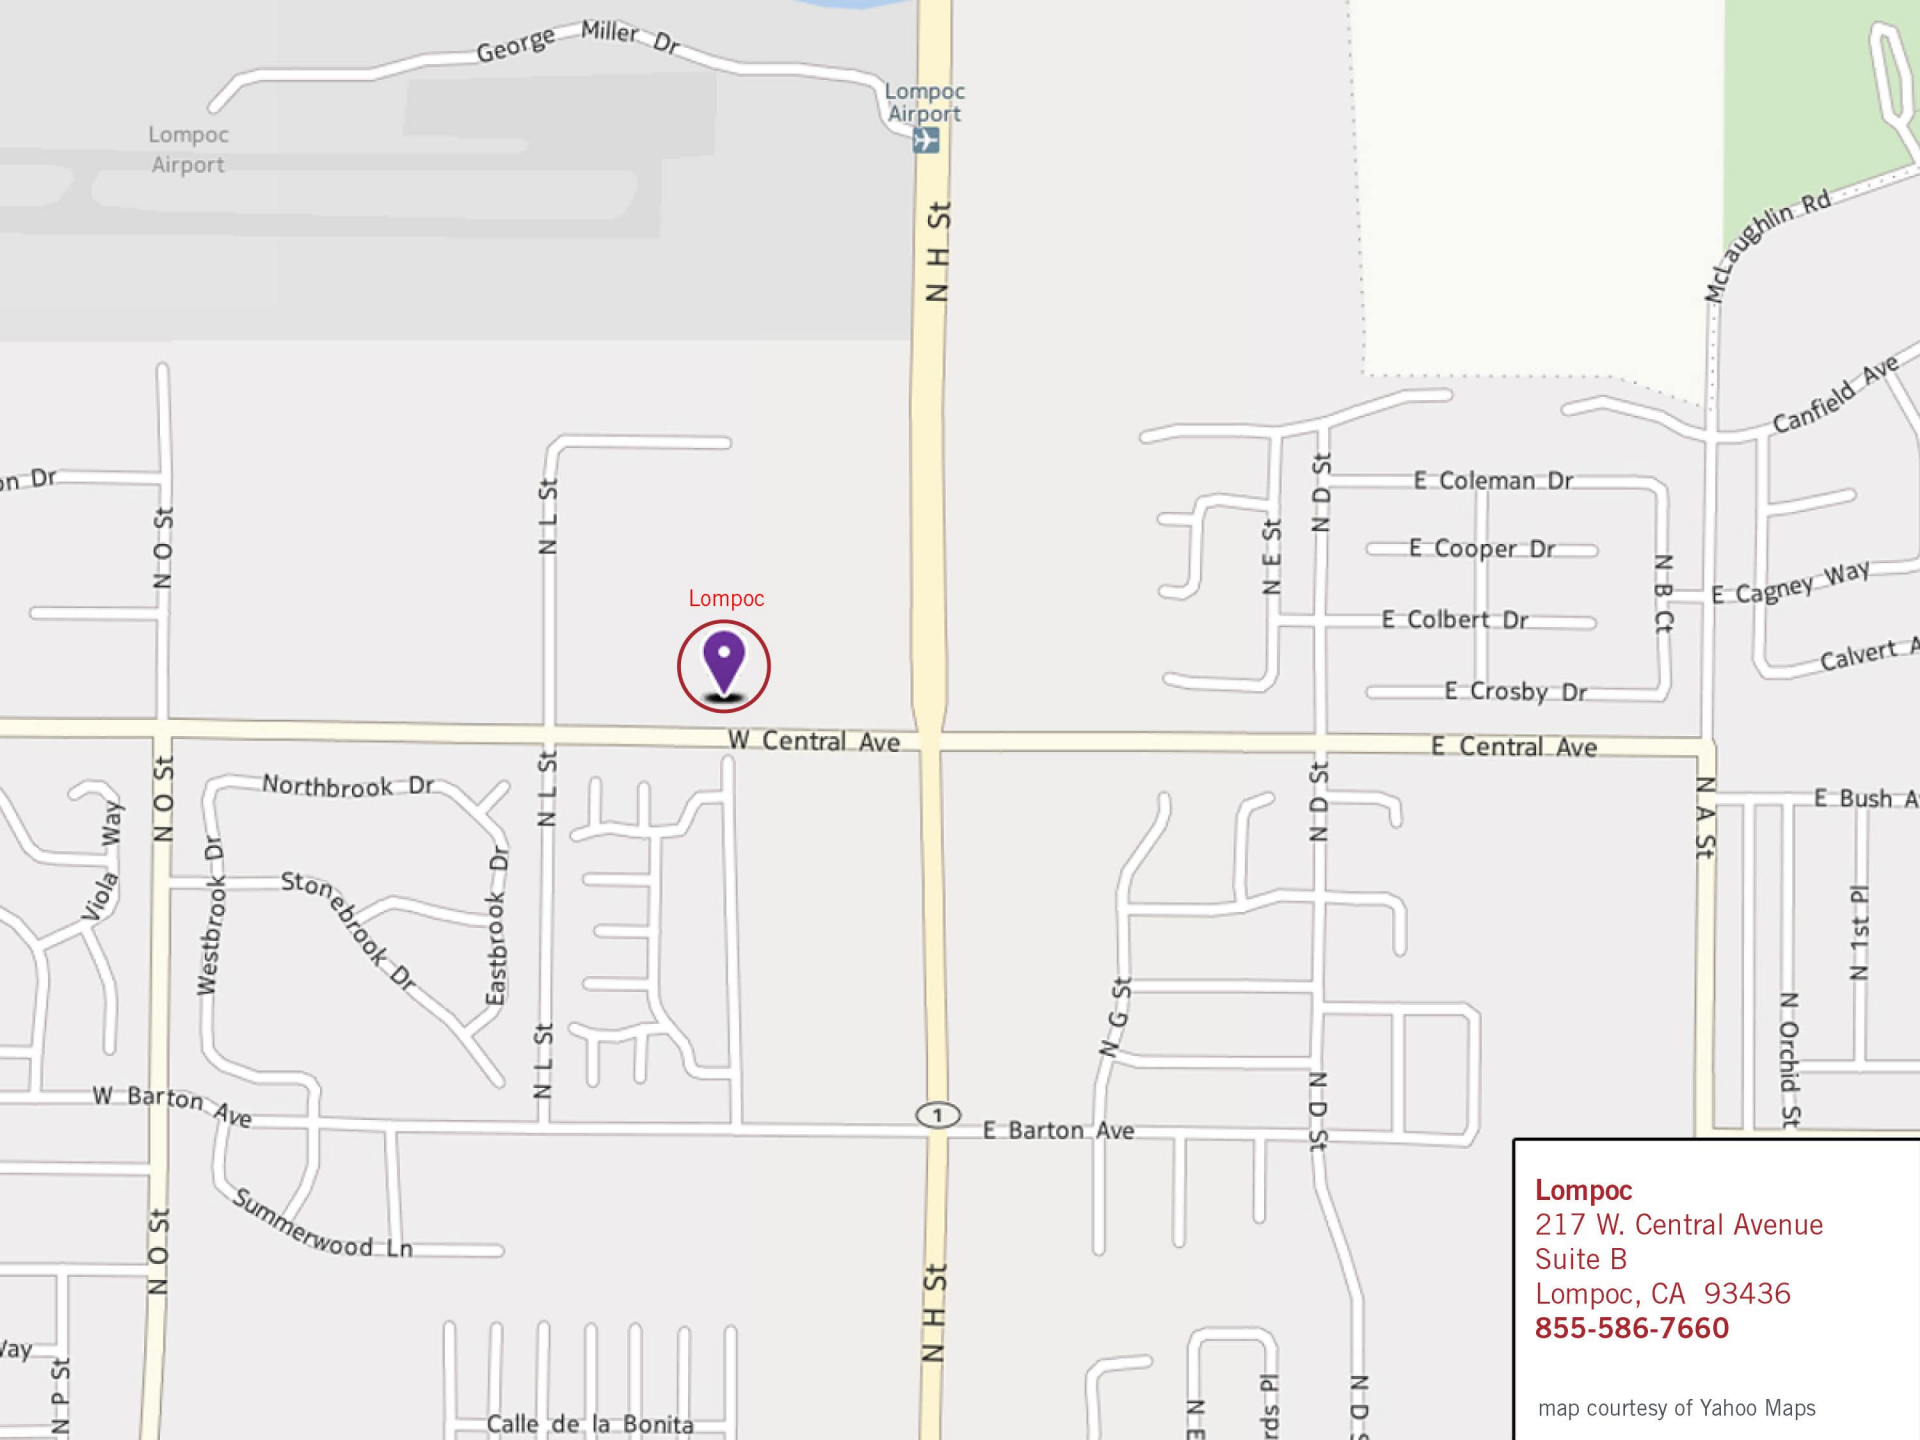 George Miller Dr
Lompoc
Airport
Lompoc
Airport
N H St
McLaughlin Rd
Canfield Ave
on Dr
N O St
N L St
N D St
E Coleman Dr
N E St
E Cooper Dr
N B Ct
E Cagney Way
Lompoc
E Colbert Dr
Calvert A
E Crosby Dr
W Central Ave
E Central Ave
N O St
N L St
N D St
N A St
Northbrook Dr
E Bush A
Viola Way
Westbrook Dr
Stonebrook Dr
Eastbrook Dr
N 1st Pl
N G St
N L St
N Orchid St
N D St
W Barton Ave
1
E Barton Ave
Summerwood Ln
N O St
N H St
Way
N P St
Calle de la Bonita
N E
rds Pl
N D S
Lompoc
217 W. Central Avenue
Suite B
Lompoc, CA 93436
855-586-7660
map courtesy of Yahoo Maps